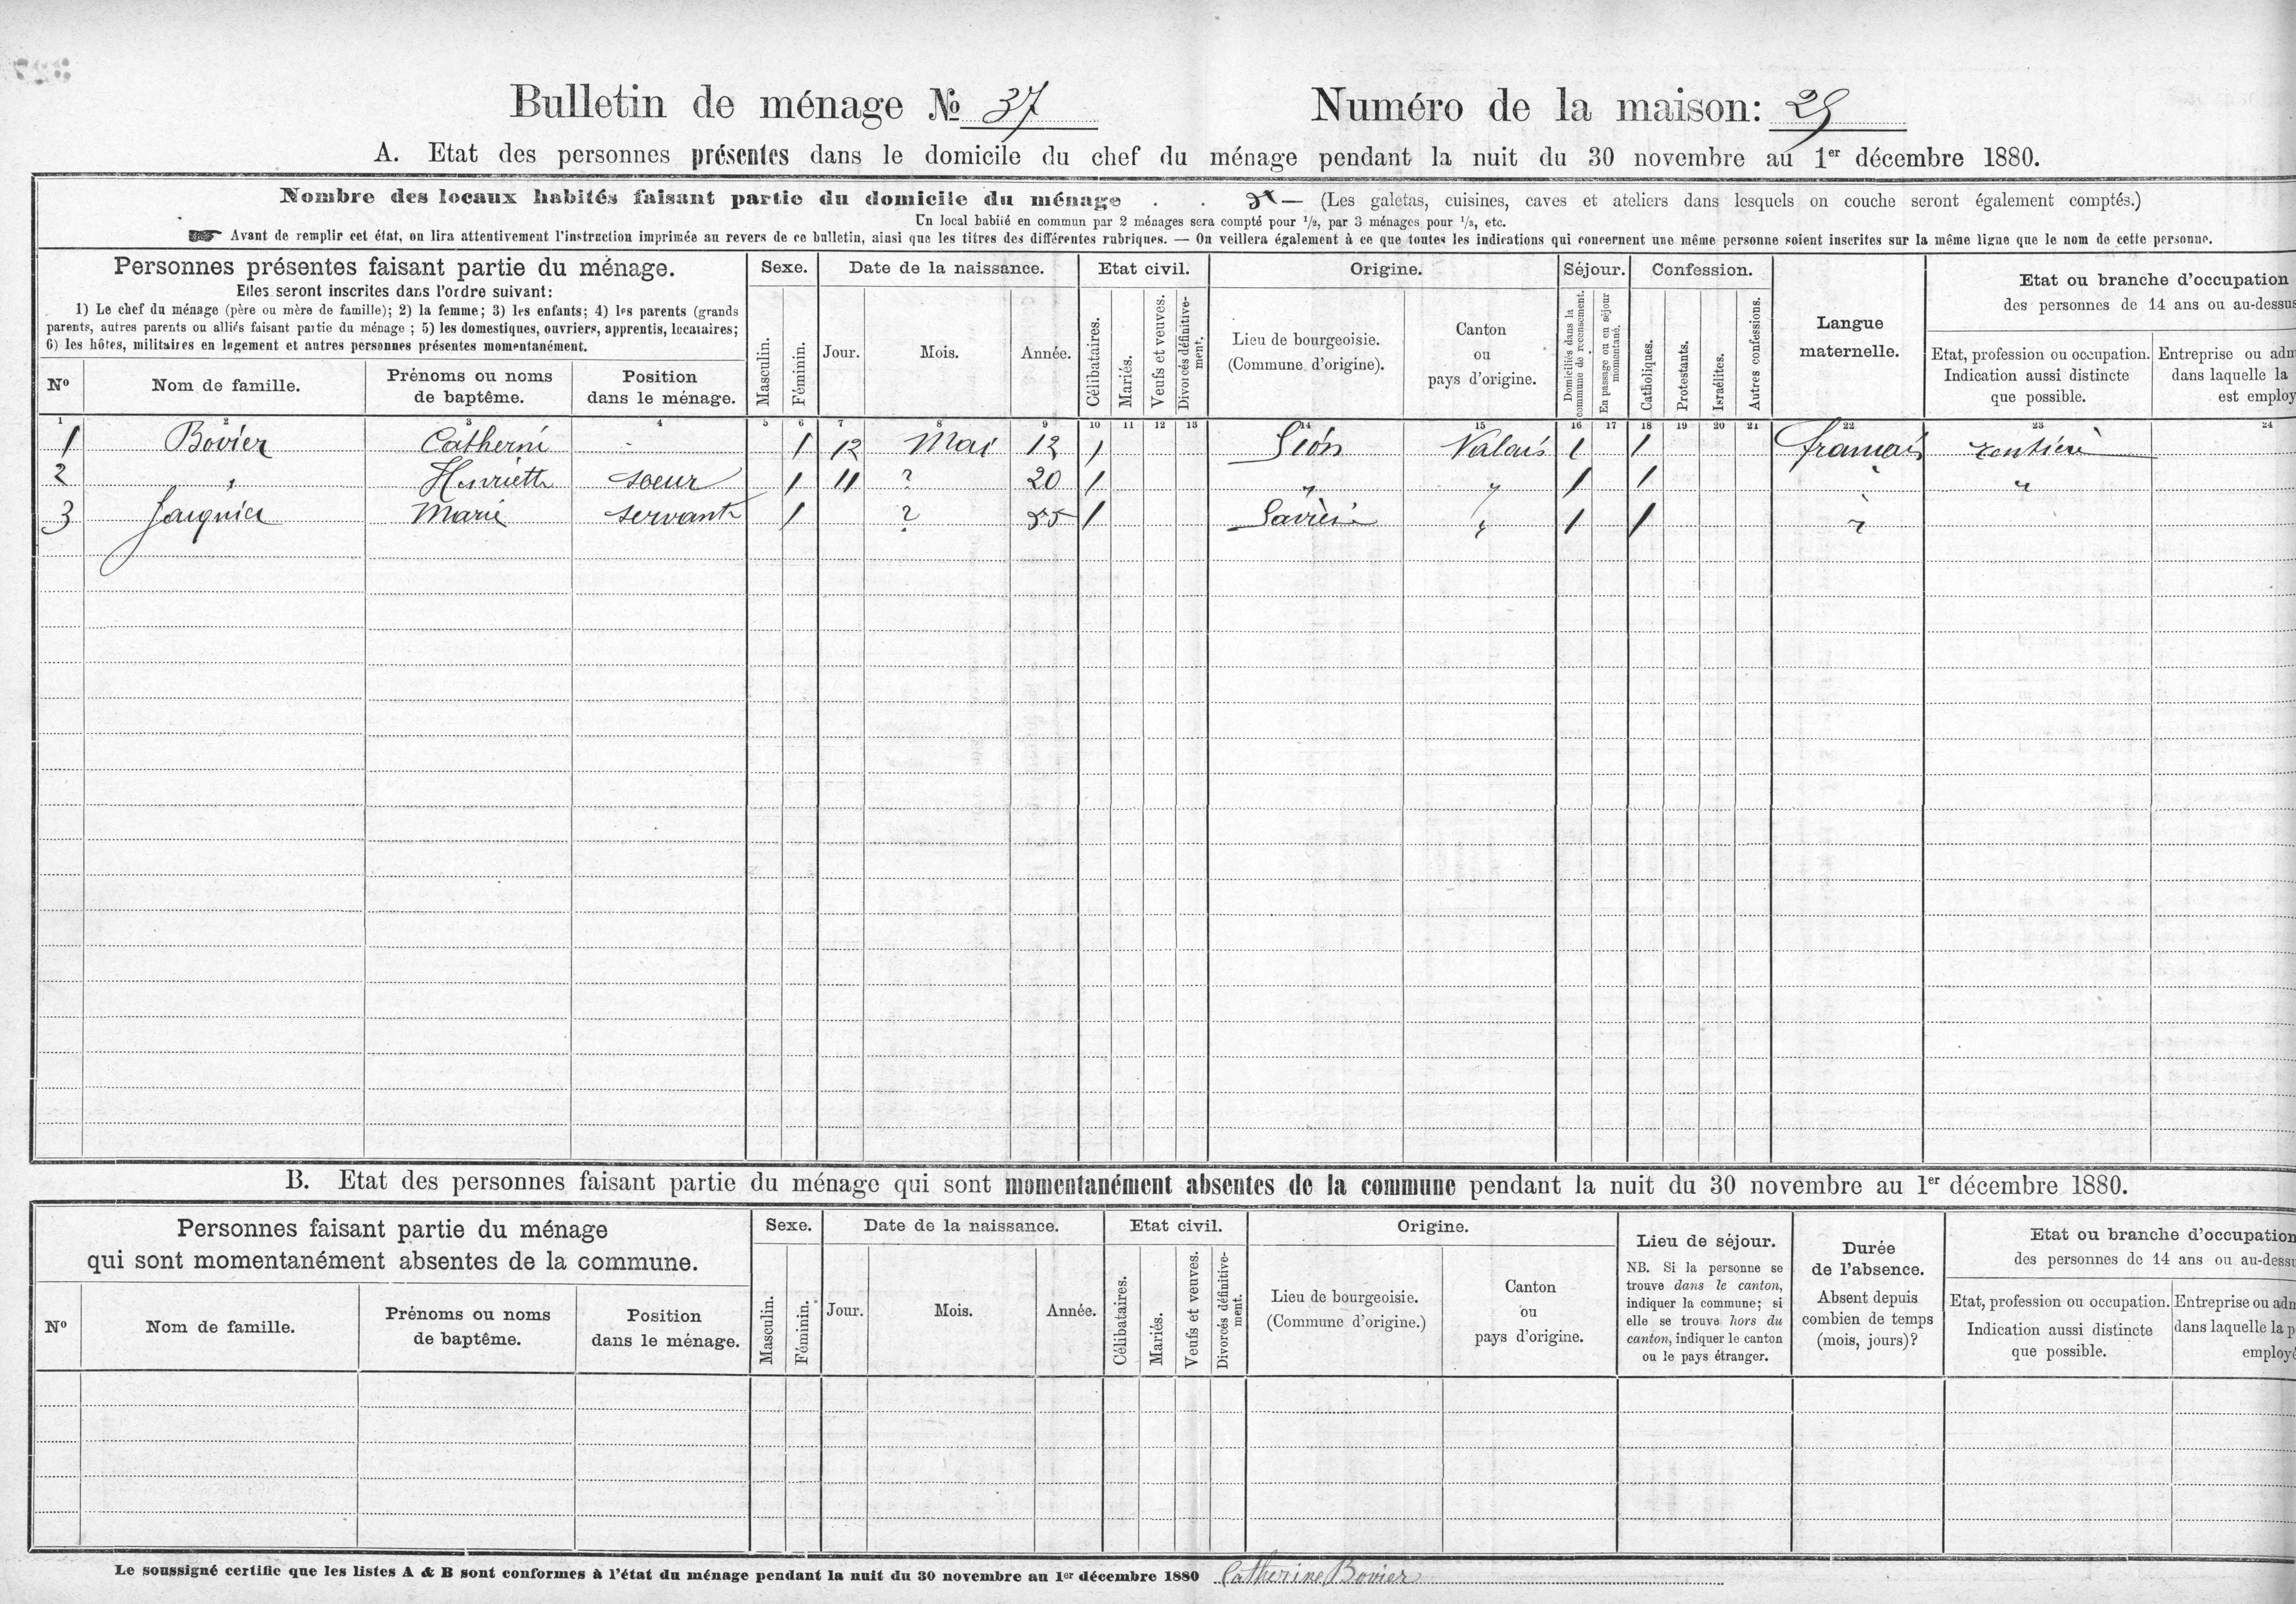 Bulletin de ménage № 37
Numéro de la maison: 29
A. Etat des personnes présentes dans le domicile du chef du ménage pendant la nuit du 30 novembre au 1er décembre 1880.
Nombre des locaux habités faisant partie du domicile du ménage . . — (Les galetas, cuisines, caves et ateliers dans lesquels on couche seront également comptés.)
Un local habité en commun par 2 ménages sera compté pour 1/2, par 3 ménages pour 1/3, etc.
☛ Avant de remplir cet état, on lira attentivement l'instruction imprimée au revers de ce bulletin, ainsi que les titres des différentes rubriques. — On veillera également à ce que toutes les indications qui concernent une même personne soient inscrites sur la même ligne que le nom de cette personne.
Personnes présentes faisant partie du ménage.
Elles seront inscrites dans l'ordre suivant:
1) Le chef du ménage (père ou mère de famille); 2) la femme; 3) les enfants; 4) les parents (grands
parents, autres parents ou alliés faisant partie du ménage ; 5) les domestiques, ouvriers, apprentis, locataires;
6) les hôtes, militaires en logement et autres personnes présentes momentanément.
Nº
Nom de famille.
Prénoms ou noms
de baptême.
Position
dans le ménage.
Sexe.
Masculin.
Féminin.
Date de la naissance.
Jour.
Mois.
Année.
Etat civil.
Célibataires.
Mariés.
Veufs et veuves.
Divorcés définitive-
ment.
Origine.
Lieu de bourgeoisie.
(Commune d'origine).
Canton
ou
pays d'origine.
Séjour.
Domiciliés dans la
commune de recensement.
En passage ou en séjour
momentané.
Confession.
Catholiques.
Protestants.
Israélites.
Autres confessions.
Langue
maternelle.
Etat ou branche d'occupation
des personnes de 14 ans ou au-dessus
Etat, profession ou occupation.
Indication aussi distincte
que possible.
Entreprise ou adm
dans laquelle la
est employ
1 2 3 4 5 6 7 8 9 10 11 12 13 14 15 16 17 18 19 20 21 22 23 24
1 Bovier Catherine - 1 12 Mai 12 1 Sion Valais 1 1 français rentière
2 " Henriette soeur 1 11 ? 20 1 " " 1 1 " "
3 Marie servante 1 ? 55 1 Savièse " 1 1 "
B. Etat des personnes faisant partie du ménage qui sont momentanément absentes de la commune pendant la nuit du 30 novembre au 1er décembre 1880.
Personnes faisant partie du ménage
qui sont momentanément absentes de la commune.
Nº
Nom de famille.
Prénoms ou noms
de baptême.
Position
dans le ménage.
Sexe.
Masculin.
Féminin.
Date de la naissance.
Jour.
Mois.
Année.
Etat civil.
Célibataires.
Mariés.
Veufs et veuves.
Divorcés définitive-
ment.
Origine.
Lieu de bourgeoisie.
(Commune d'origine.)
Canton
ou
pays d'origine.
Lieu de séjour.
NB. Si la personne se
trouve dans le canton,
indiquer la commune; si
elle se trouve hors du
canton, indiquer le canton
ou le pays étranger.
Durée
de l'absence.
Absent depuis
combien de temps
(mois, jours)?
Etat ou branche d'occupation
des personnes de 14 ans ou au-dessu
Etat, profession ou occupation.
Indication aussi distincte
que possible.
Entreprise ou adm
dans laquelle la p
employé
Le soussigné certifie que les listes A & B sont conformes à l'état du ménage pendant la nuit du 30 novembre au 1er décembre 1880 Catherine Bovier